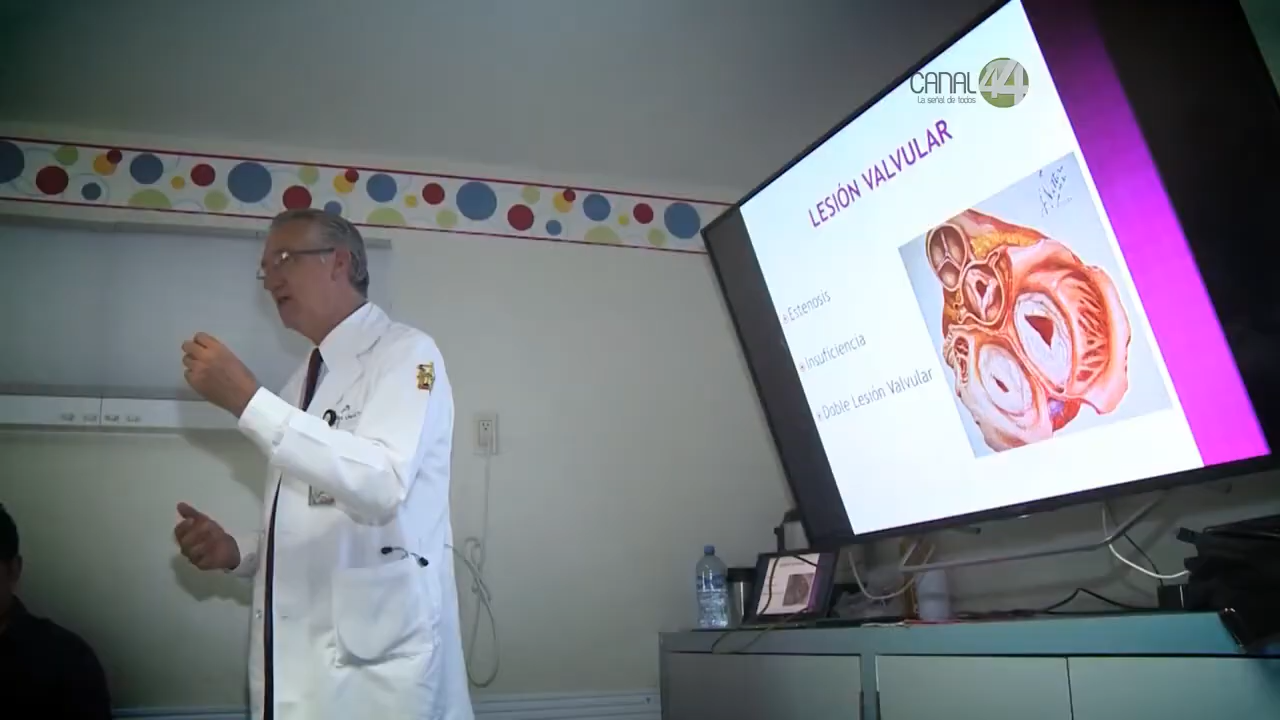 CANAL 44
La señal de todos
LESIÓN VALVULAR
Estenosis
Insuficiencia
Doble Lesión Valvular